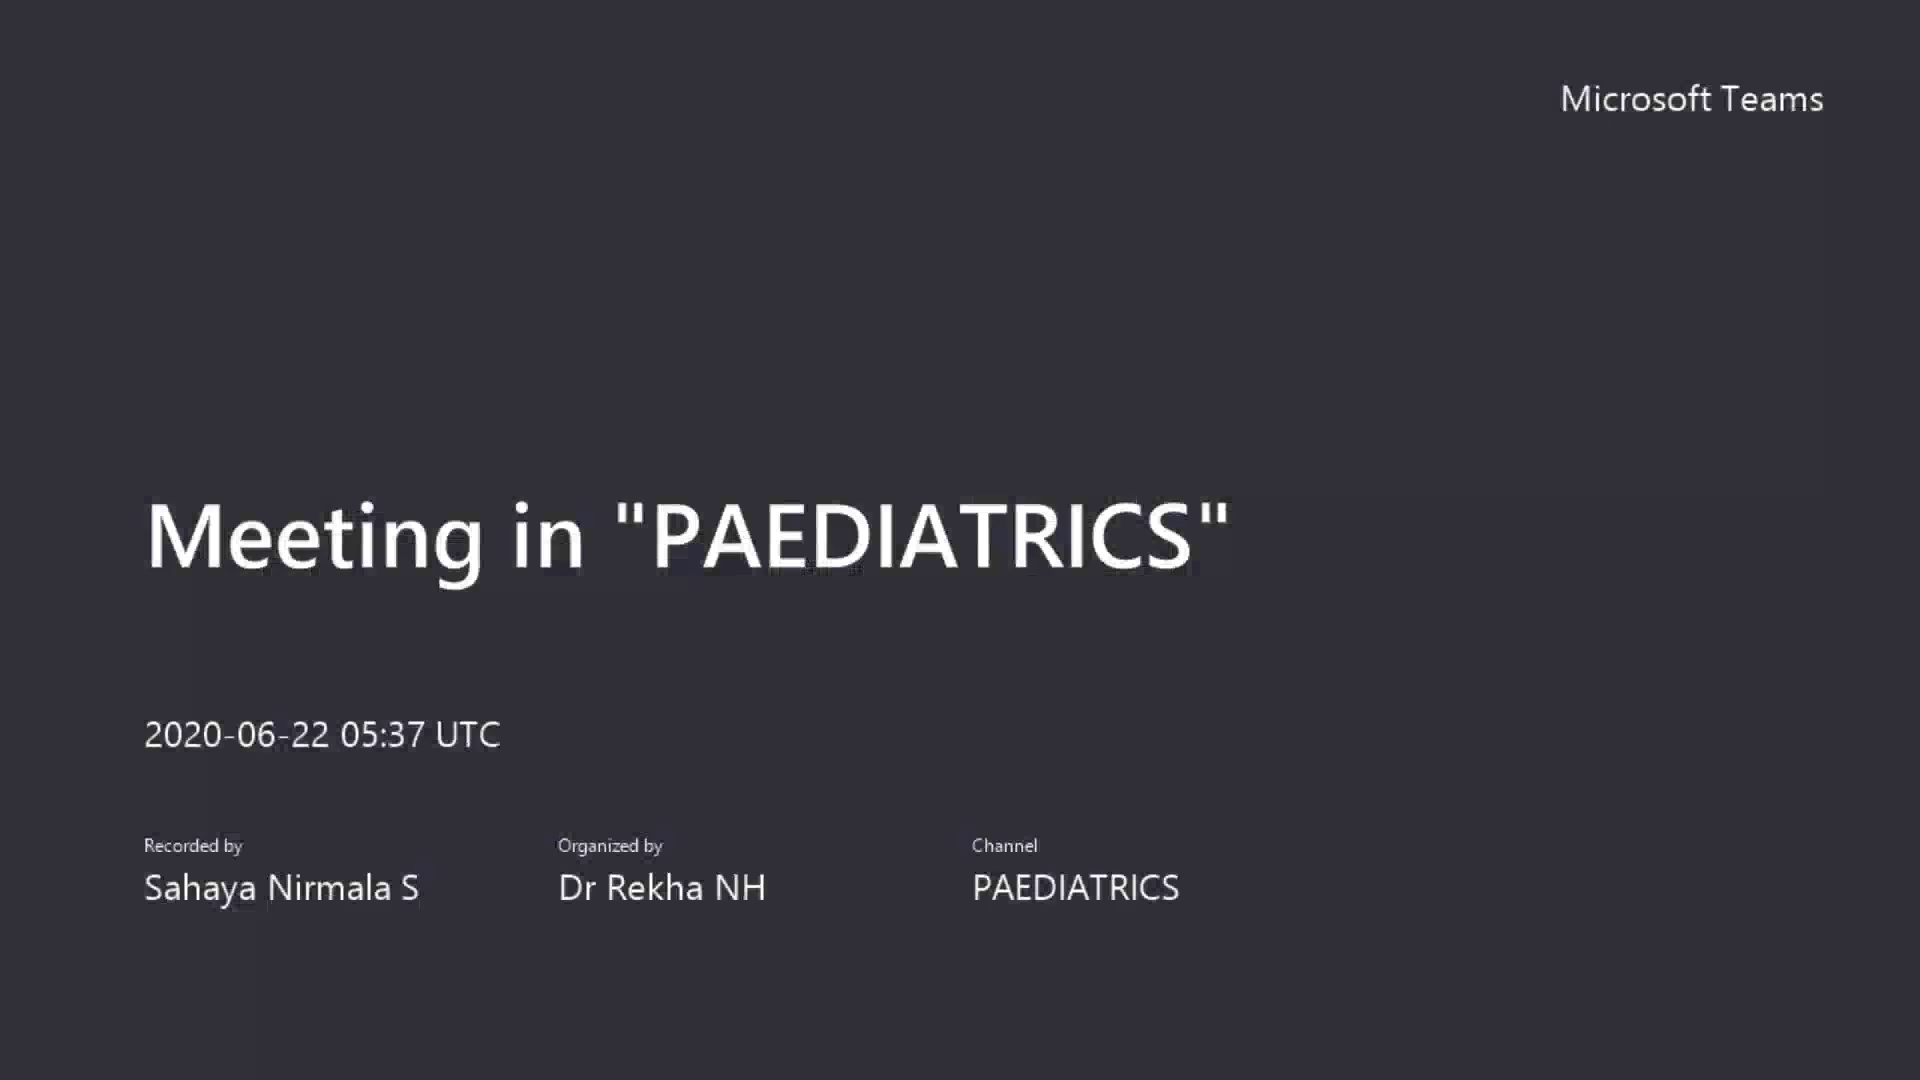 Microsoft Teams
Meeting in "PAEDIATRICS"
2020-06-22 05:37 UTC
Recorded by
Sahaya Nirmala S
Organized by
Dr Rekha NH
Channel
PAEDIATRICS